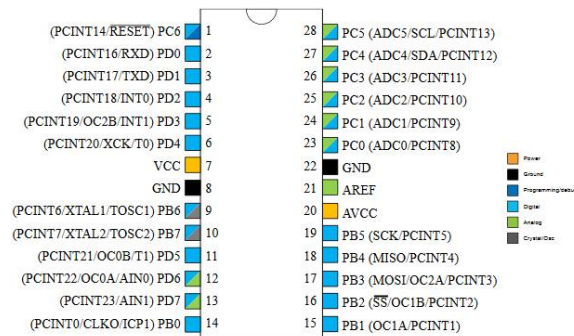 (PCINT14/RESET) PC6 1
(PCINT16/RXD) PD0 2
(PCINT17/TXD) PD1 3
(PCINT18/INT0) PD2 4
(PCINT19/OC2B/INT1) PD3 5
(PCINT20/XCK/T0) PD4 6
VCC 7
GND 8
(PCINT6/XTAL1/TOSC1) PB6 9
(PCINT7/XTAL2/TOSC2) PB7 10
(PCINT21/OC0B/T1) PD5 11
(PCINT22/OC0A/AIN0) PD6 12
(PCINT23/AIN1) PD7 13
(PCINT0/CLKO/ICP1) PB0 14
28 PC5 (ADC5/SCL/PCINT13)
27 PC4 (ADC4/SDA/PCINT12)
26 PC3 (ADC3/PCINT11)
25 PC2 (ADC2/PCINT10)
24 PC1 (ADC1/PCINT9)
23 PC0 (ADC0/PCINT8)
22 GND
21 AREF
20 AVCC
19 PB5 (SCK/PCINT5)
18 PB4 (MISO/PCINT4)
17 PB3 (MOSI/OC2A/PCINT3)
16 PB2 (SS/OC1B/PCINT2)
15 PB1 (OC1A/PCINT1)
Power
Ground
Programming/debug
Digital
Analog
Crystal/Osc